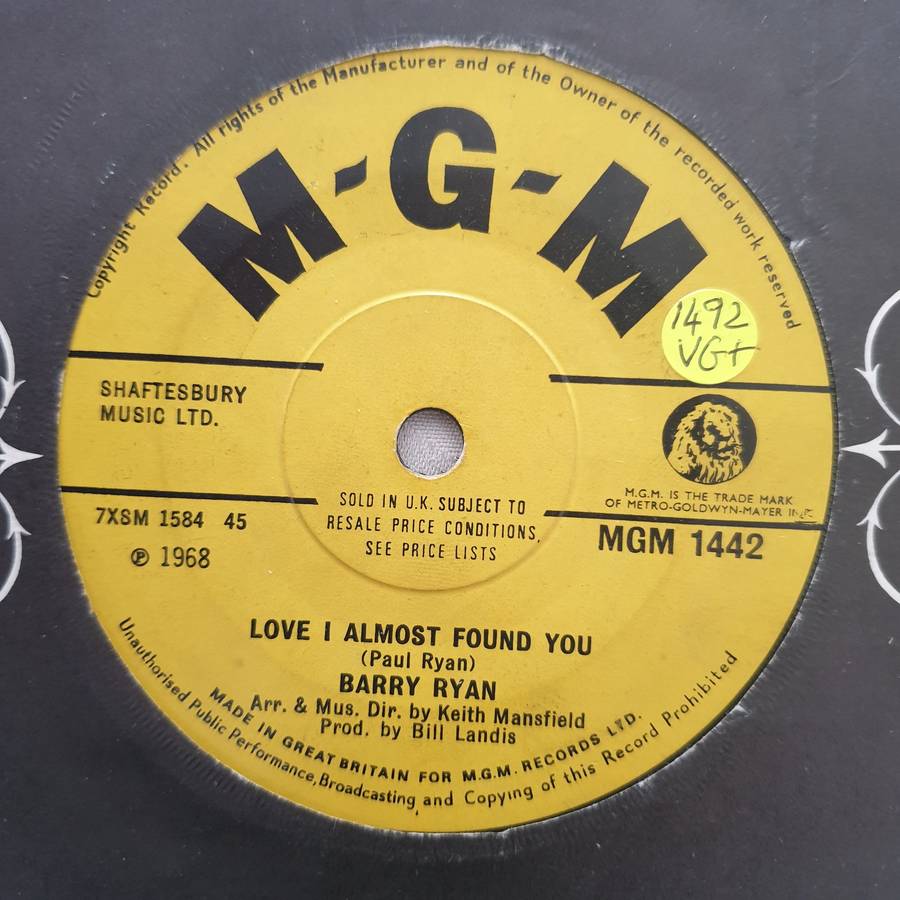 Copyright Record. All rights of the Manufacturer and of the Owner of the recorded work reserved
M-G-M
1492
VG+
SHAFTESBURY
MUSIC LTD.
M.G.M. IS THE TRADE MARK
OF METRO-GOLDWYN-MAYER INC.
SOLD IN U.K. SUBJECT TO
RESALE PRICE CONDITIONS,
SEE PRICE LISTS
7XSM 1584 45
℗ 1968
MGM 1442
LOVE I ALMOST FOUND YOU
(Paul Ryan)
BARRY RYAN
Arr. & Mus. Dir. by Keith Mansfield
Prod. by Bill Landis
MADE IN GREAT BRITAIN FOR M.G.M. RECORDS LTD.
Unauthorised Public Performance, Broadcasting and Copying of this Record Prohibited